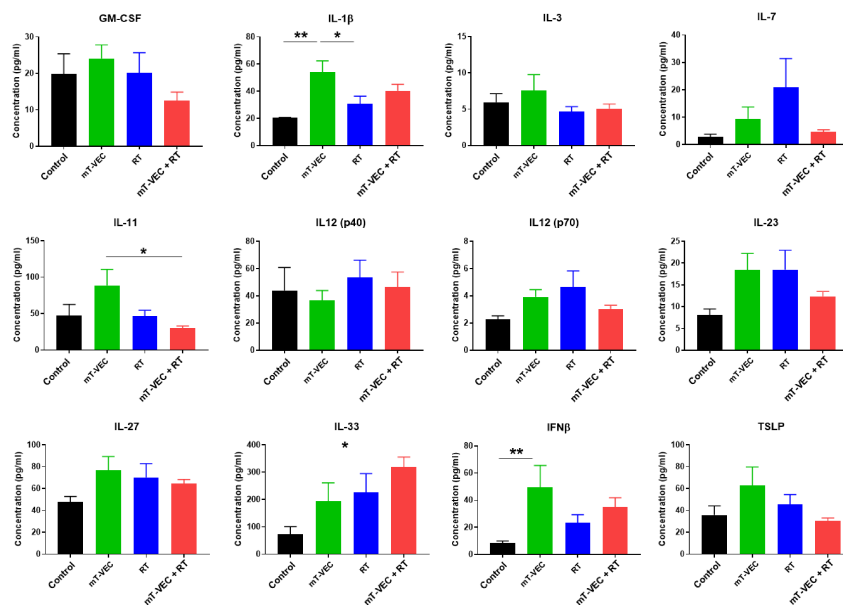 GM-CSF
Concentration (pg/ml)
30
20
10
0
Control
mT-VEC
RT
mT-VEC + RT
IL-1β
Concentration (pg/ml)
80
60
40
20
0
**
*
Control
mT-VEC
RT
mT-VEC + RT
IL-3
Concentration (pg/ml)
15
10
5
0
Control
mT-VEC
RT
mT-VEC + RT
IL-7
Concentration (pg/ml)
40
30
20
10
0
Control
mT-VEC
RT
mT-VEC + RT
IL-11
Concentration (pg/ml)
150
100
50
0
*
Control
mT-VEC
RT
mT-VEC + RT
IL12 (p40)
Concentration (pg/ml)
80
60
40
20
0
Control
mT-VEC
RT
mT-VEC + RT
IL12 (p70)
Concentration (pg/ml)
8
6
4
2
0
Control
mT-VEC
RT
mT-VEC + RT
IL-23
Concentration (pg/ml)
25
20
15
10
5
0
Control
mT-VEC
RT
mT-VEC + RT
IL-27
Concentration (pg/ml)
100
80
60
40
20
0
Control
mT-VEC
RT
mT-VEC + RT
IL-33
Concentration (pg/ml)
400
300
200
100
0
*
Control
mT-VEC
RT
mT-VEC + RT
IFNβ
Concentration (pg/ml)
80
60
40
20
0
**
Control
mT-VEC
RT
mT-VEC + RT
TSLP
Concentration (pg/ml)
100
80
60
40
20
0
Control
mT-VEC
RT
mT-VEC + RT